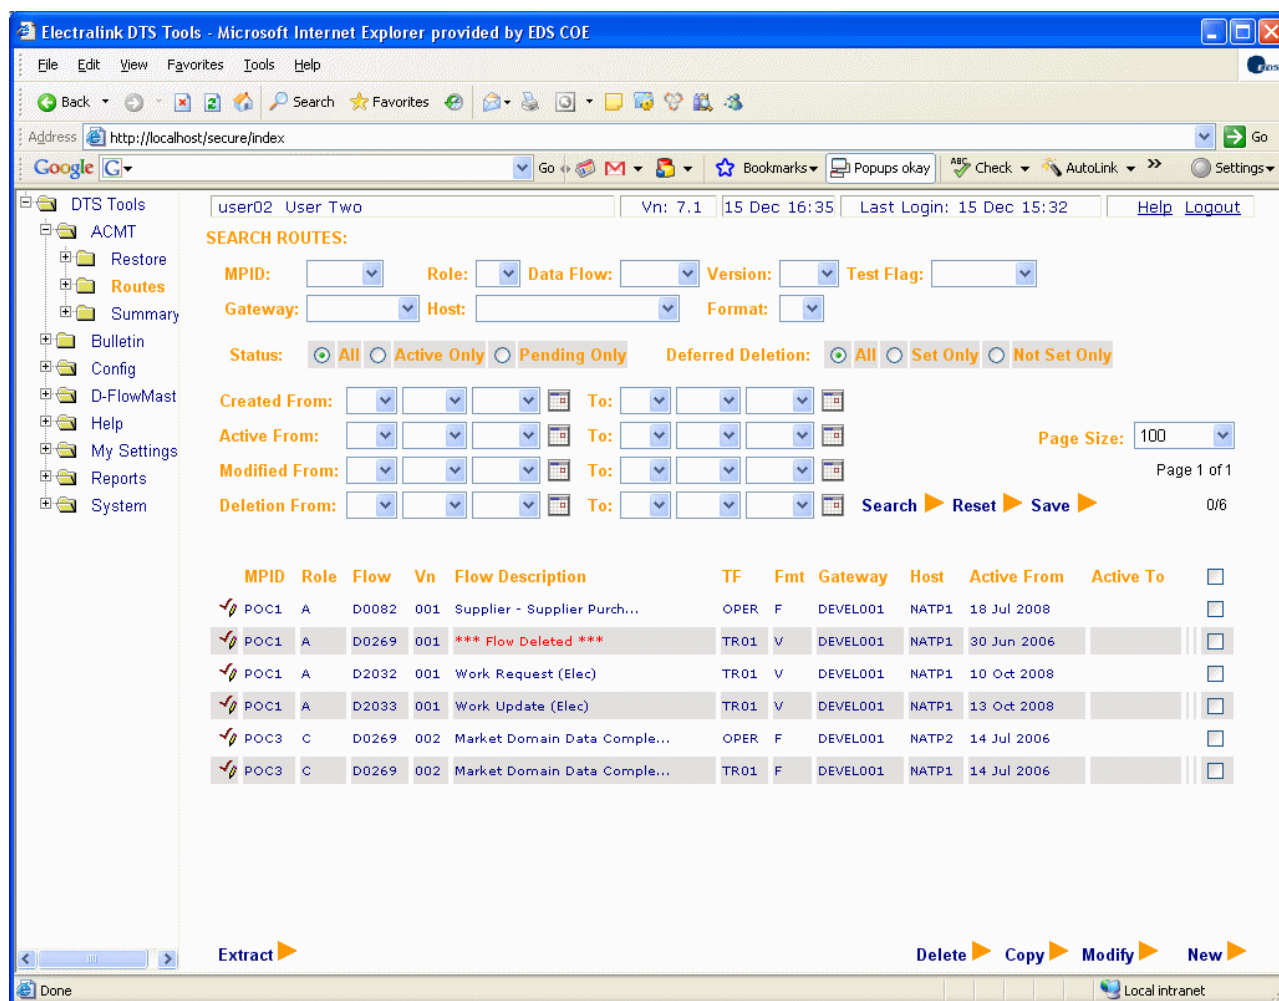 Electralink DTS Tools - Microsoft Internet Explorer provided by EDS COE
File Edit View Favorites Tools Help
Back Search Favorites
Address http://localhost/secure/index Go
Google G Go Bookmarks Popups okay ABC Check AutoLink » Settings
DTS Tools
ACMT
Restore
Routes
Summary
Bulletin
Config
D-FlowMast
Help
My Settings
Reports
System
user02 User Two Vn: 7.1 15 Dec 16:35 Last Login: 15 Dec 15:32 Help Logout
SEARCH ROUTES:
MPID: Role: Data Flow: Version: Test Flag:
Gateway: Host: Format:
Status: All Active Only Pending Only Deferred Deletion: All Set Only Not Set Only
Created From: To:
Active From: To: Page Size: 100
Modified From: To: Page 1 of 1
Deletion From: To: Search Reset Save 0/6
MPID Role Flow Vn Flow Description TF Fmt Gateway Host Active From Active To
POC1 A D0082 001 Supplier - Supplier Purch... OPER F DEVEL001 NATP1 18 Jul 2008
POC1 A D0269 001 *** Flow Deleted *** TR01 V DEVEL001 NATP1 30 Jun 2006
POC1 A D2032 001 Work Request (Elec) TR01 V DEVEL001 NATP1 10 Oct 2008
POC1 A D2033 001 Work Update (Elec) TR01 V DEVEL001 NATP1 13 Oct 2008
POC3 C D0269 002 Market Domain Data Comple... OPER F DEVEL001 NATP2 14 Jul 2006
POC3 C D0269 002 Market Domain Data Comple... TR01 F DEVEL001 NATP1 14 Jul 2006
Extract Delete Copy Modify New
Done Local intranet